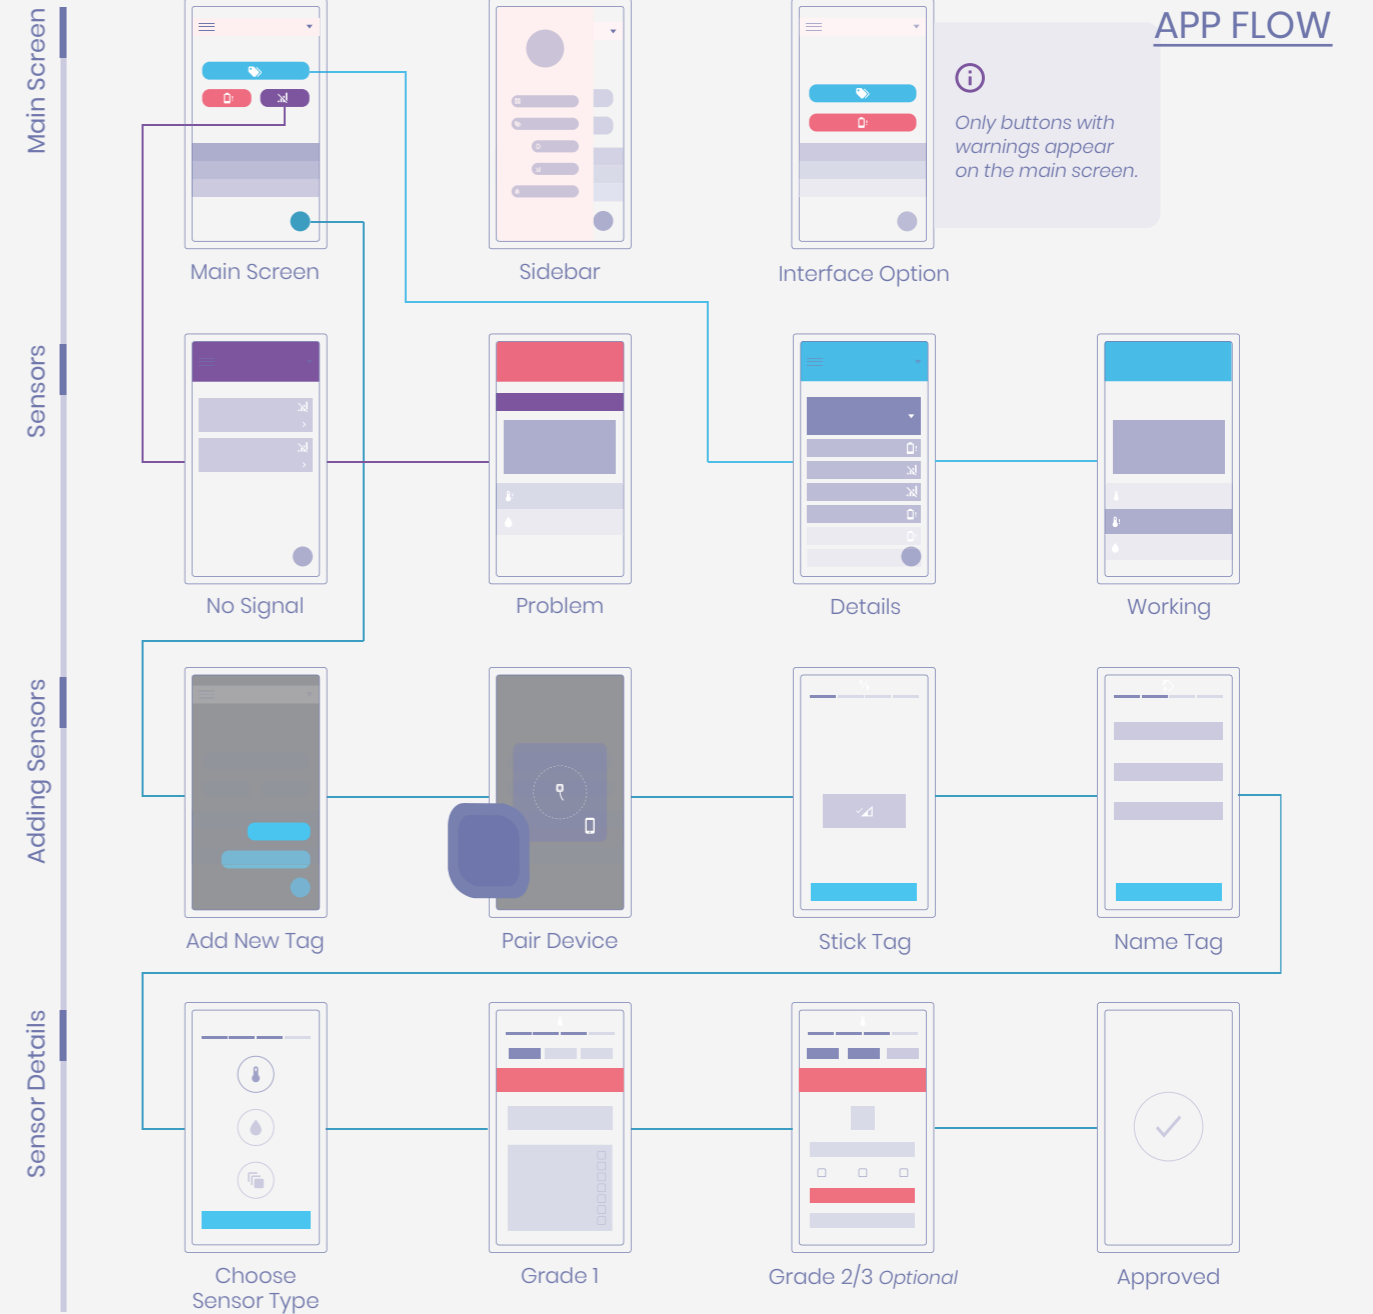 APP FLOW
Main Screen
Only buttons with
warnings appear
on the main screen.
Main Screen
Sidebar
Interface Option
Sensors
No Signal
Problem
Details
Working
Adding Sensors
Add New Tag
Pair Device
Stick Tag
Name Tag
Sensor Details
Choose
Sensor Type
Grade 1
Grade 2/3 Optional
Approved